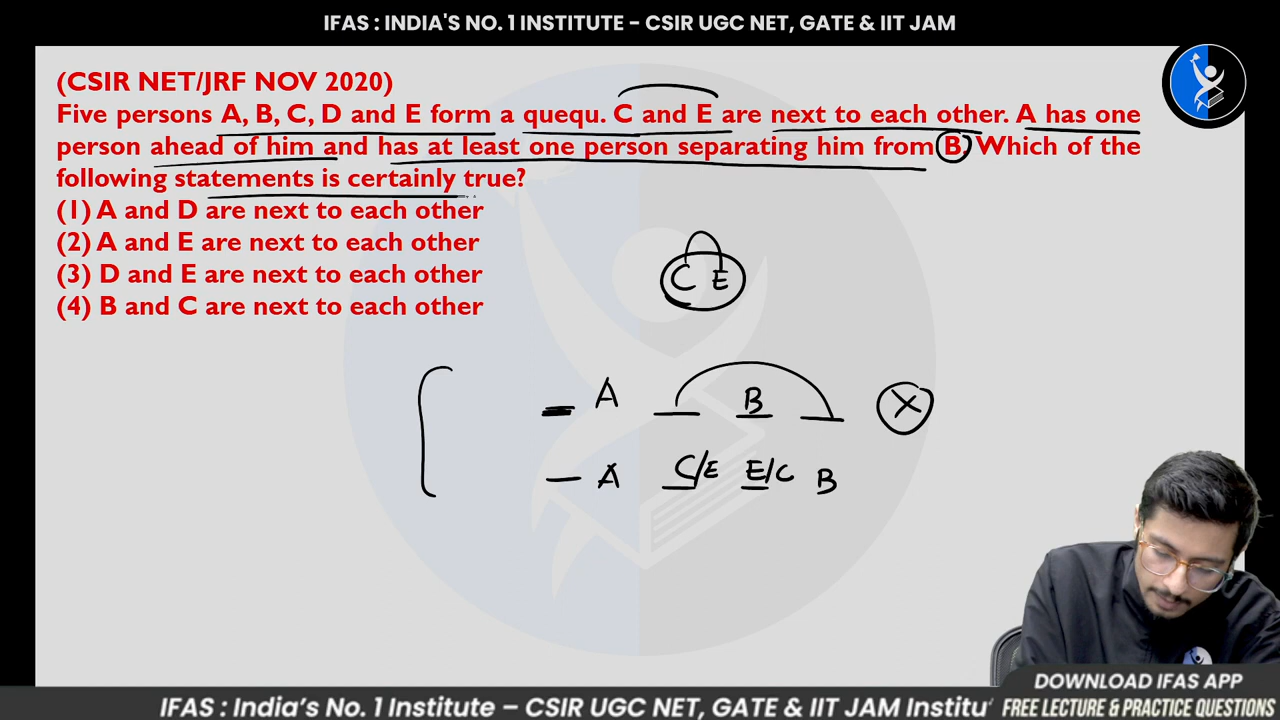 IFAS : INDIA'S NO. 1 INSTITUTE – CSIR UGC NET, GATE & IIT JAM
(CSIR NET/JRF NOV 2020)
Five persons A, B, C, D and E form a ququ. C and E are next to each other. A has one
person ahead of him and has at least one person separating him from B. Which of the
following statements is certainly true?
(1) A and D are next to each other
(2) A and E are next to each other
(3) D and E are next to each other
(4) B and C are next to each other
C E
A B X
A C/E E/C B
DOWNLOAD IFAS APP
IFAS : India's No. 1 Institute – CSIR UGC NET, GATE & IIT JAM Institu
FREE LECTURE & PRACTICE QUESTIONS